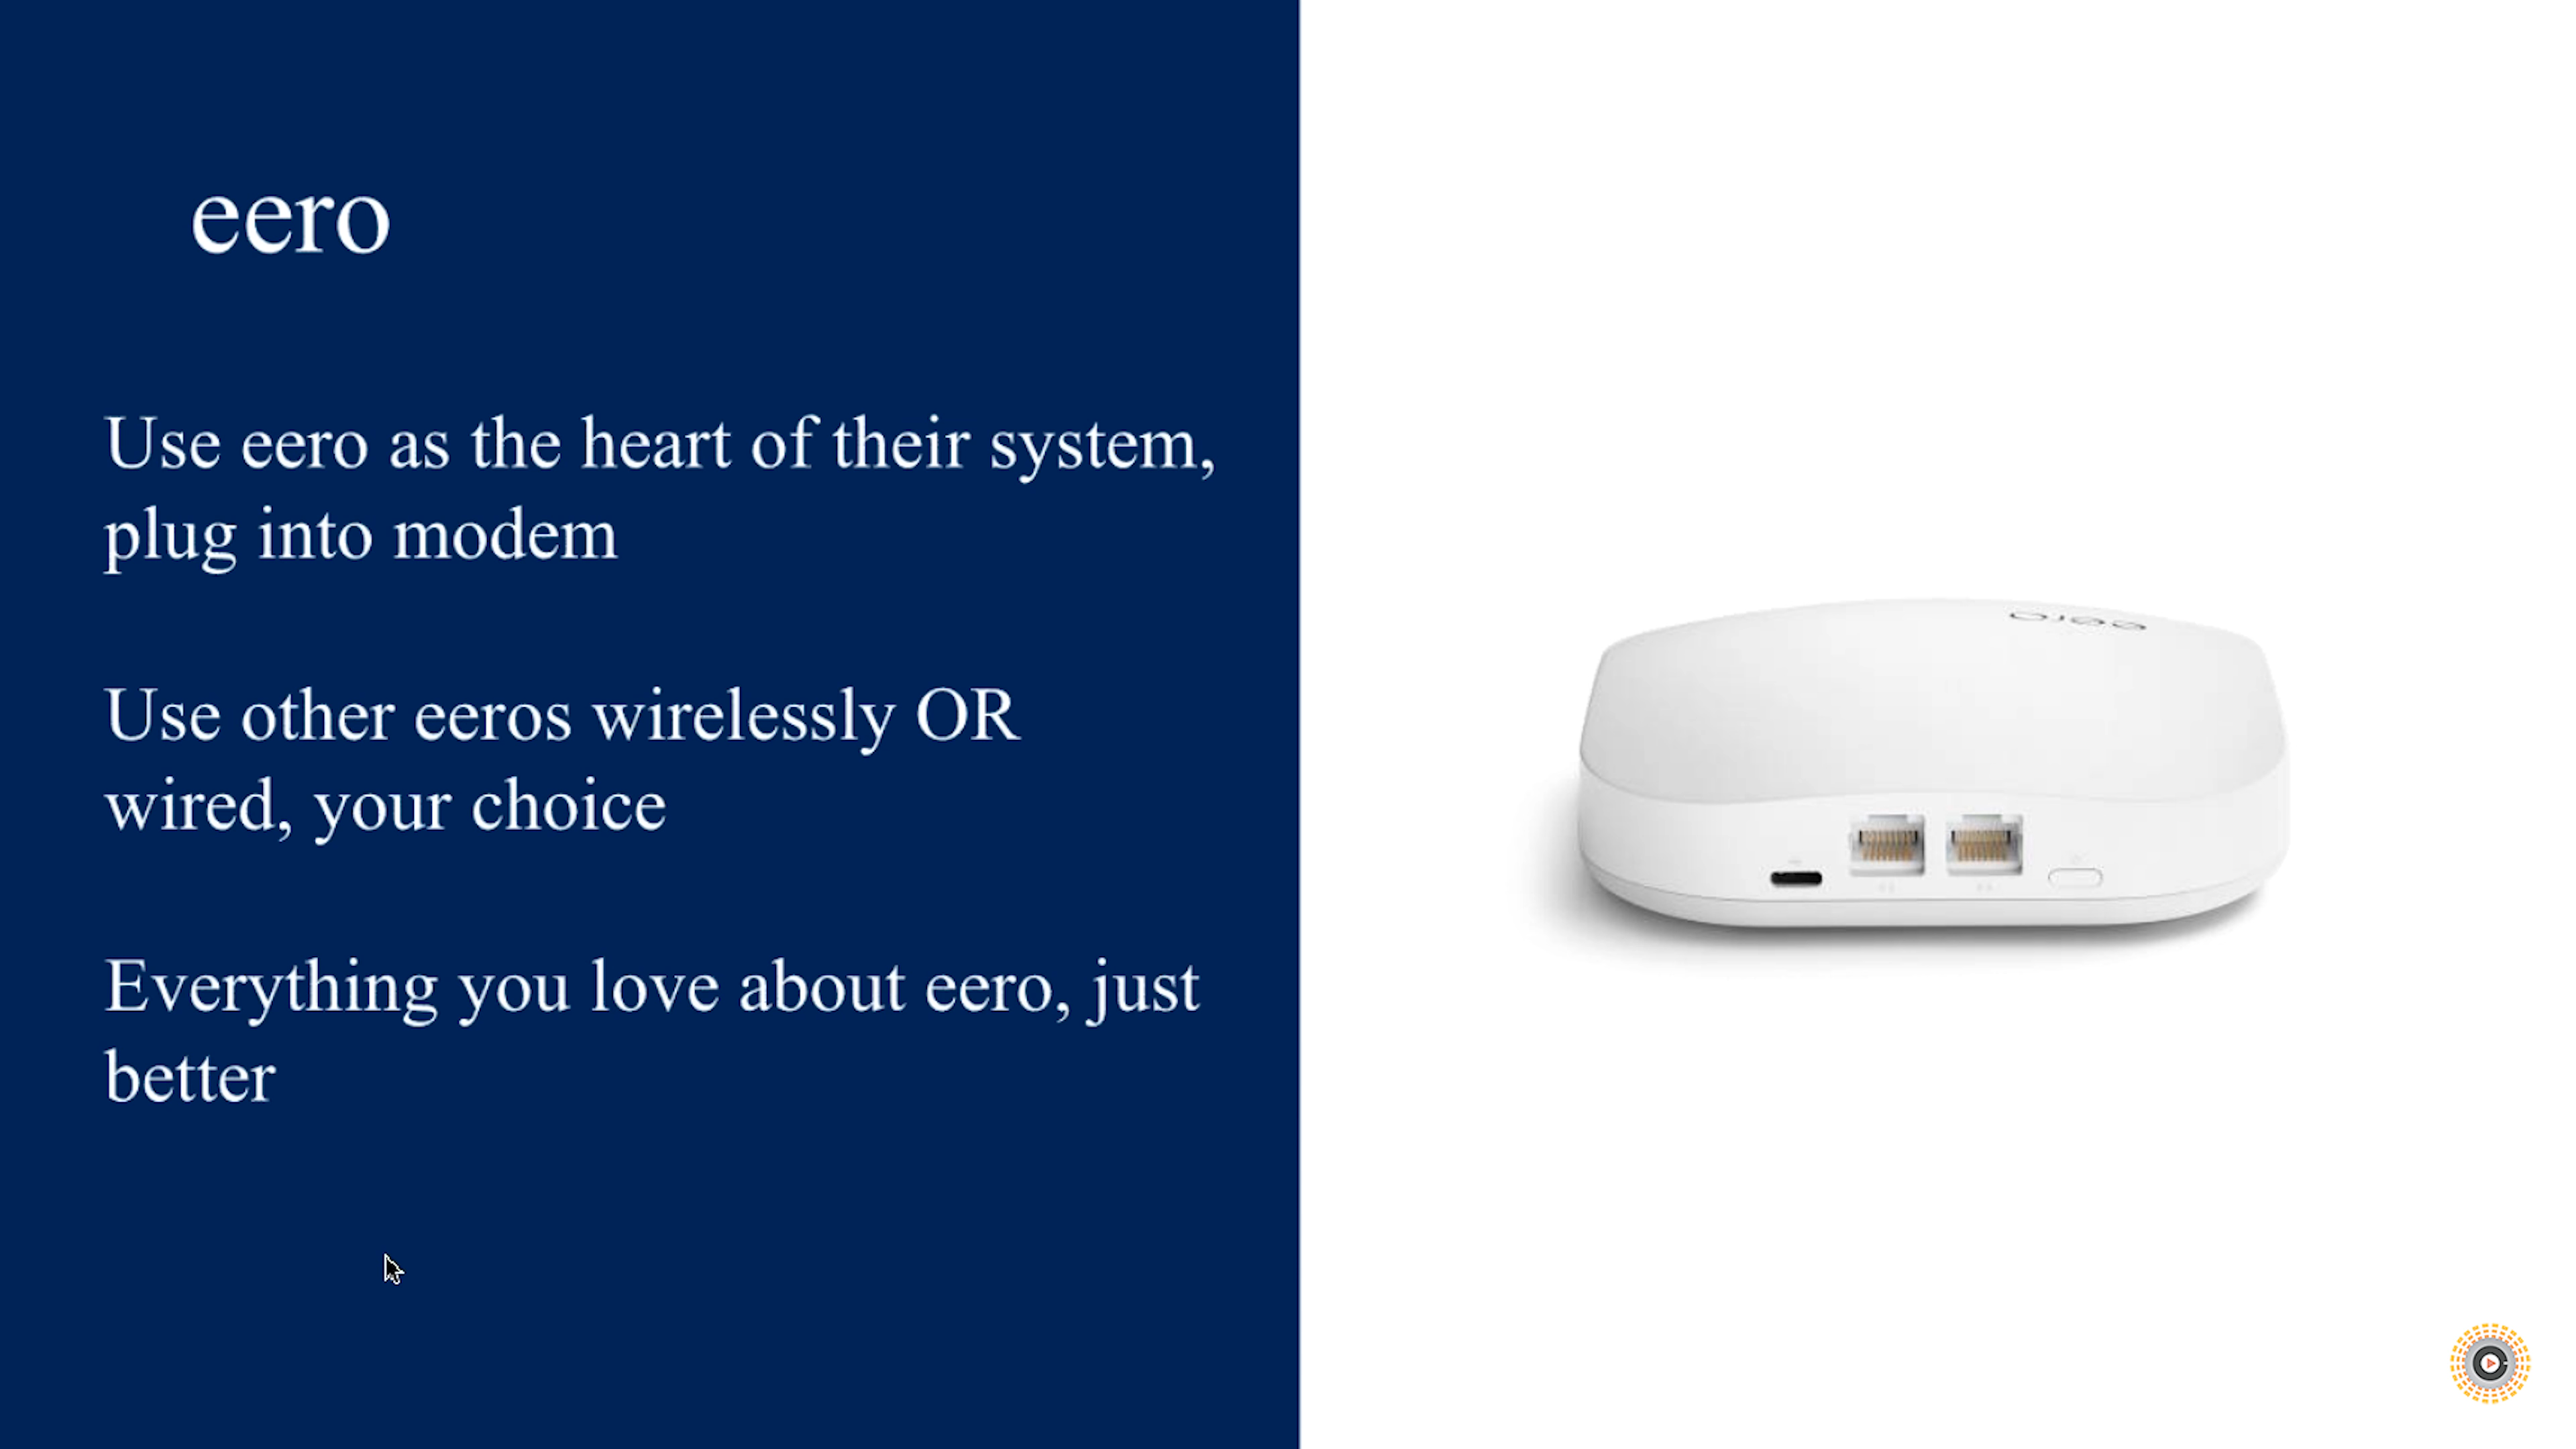 eero
Use eero as the heart of their system,
plug into modem
Use other eeros wirelessly OR
wired, your choice
Everything you love about eero, just
better
eero